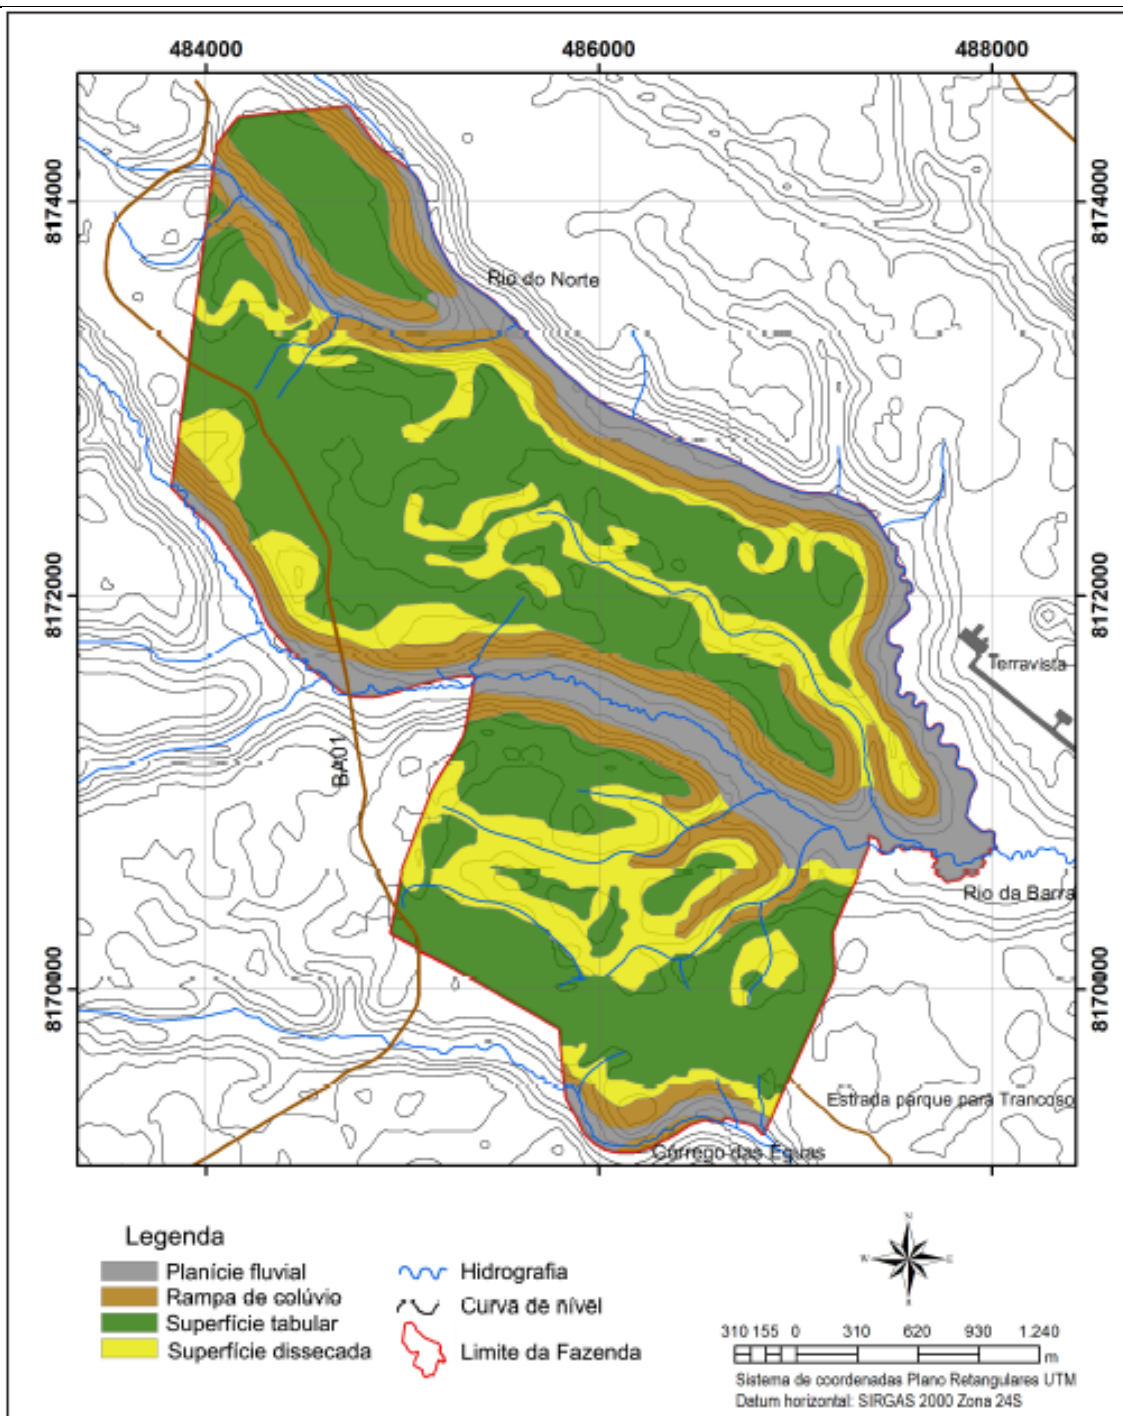 484000 486000 488000
8174000 8174000
Rio do Norte
8172000 8172000
Terravista
BA01
Rio da Barra
8170000 8170000
Estrada parque para Trancoso
Córrego das Éguas
Legenda
Planície fluvial
Rampa de colúvio
Superfície tabular
Superfície dissecada
Hidrografia
Curva de nível
Limite da Fazenda
N
W E
S
310 155 0 310 620 930 1.240
m
Sistema de coordenadas Plano Retangulares UTM
Datum horizontal: SIRGAS 2000 Zona 24S